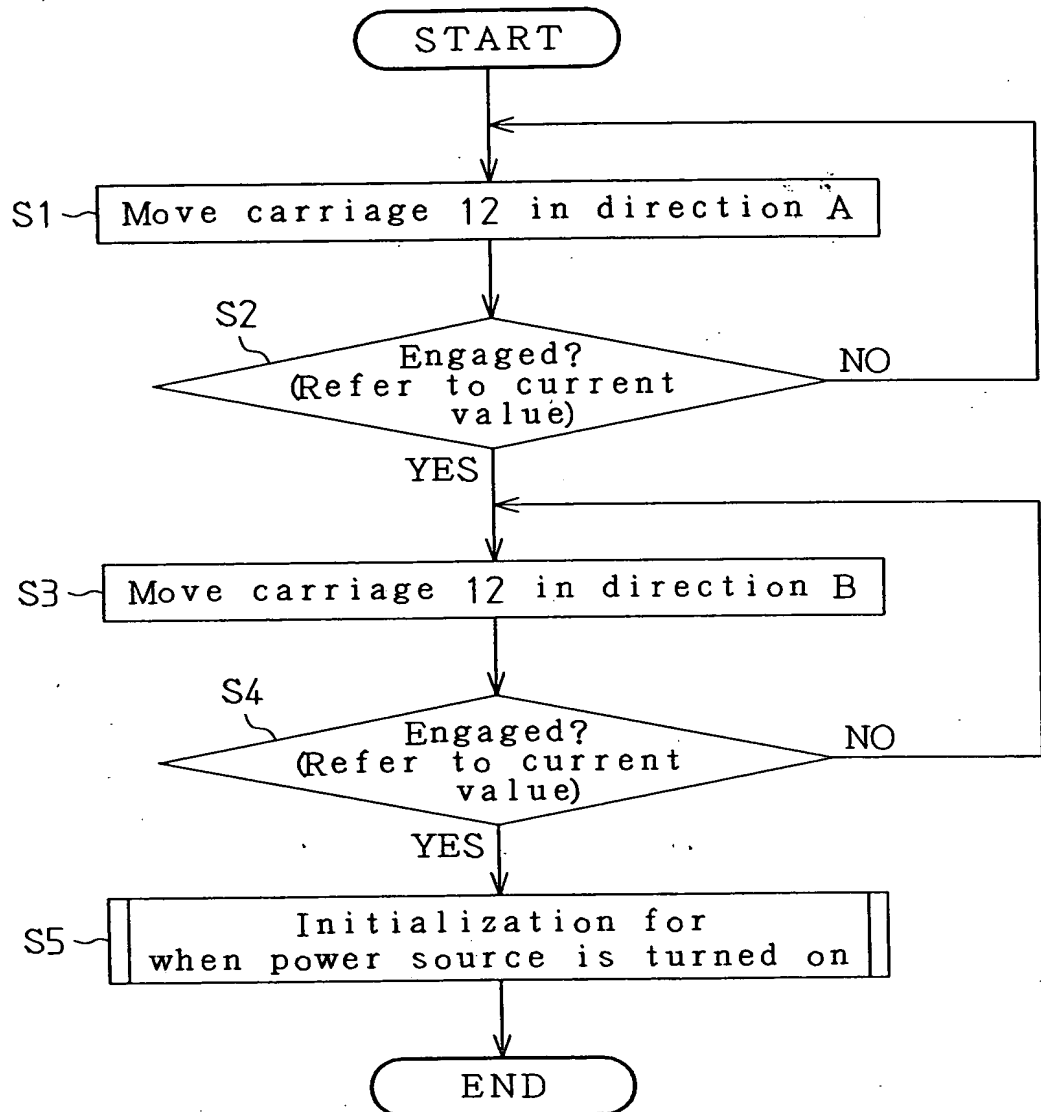 START
S1 Move carriage 12 in direction A
S2
Engaged?
(Refer to current
value)
NO
YES
S3 Move carriage 12 in direction B
S4
Engaged?
(Refer to current
value)
NO
YES
S5
Initialization for
when power source is turned on
END